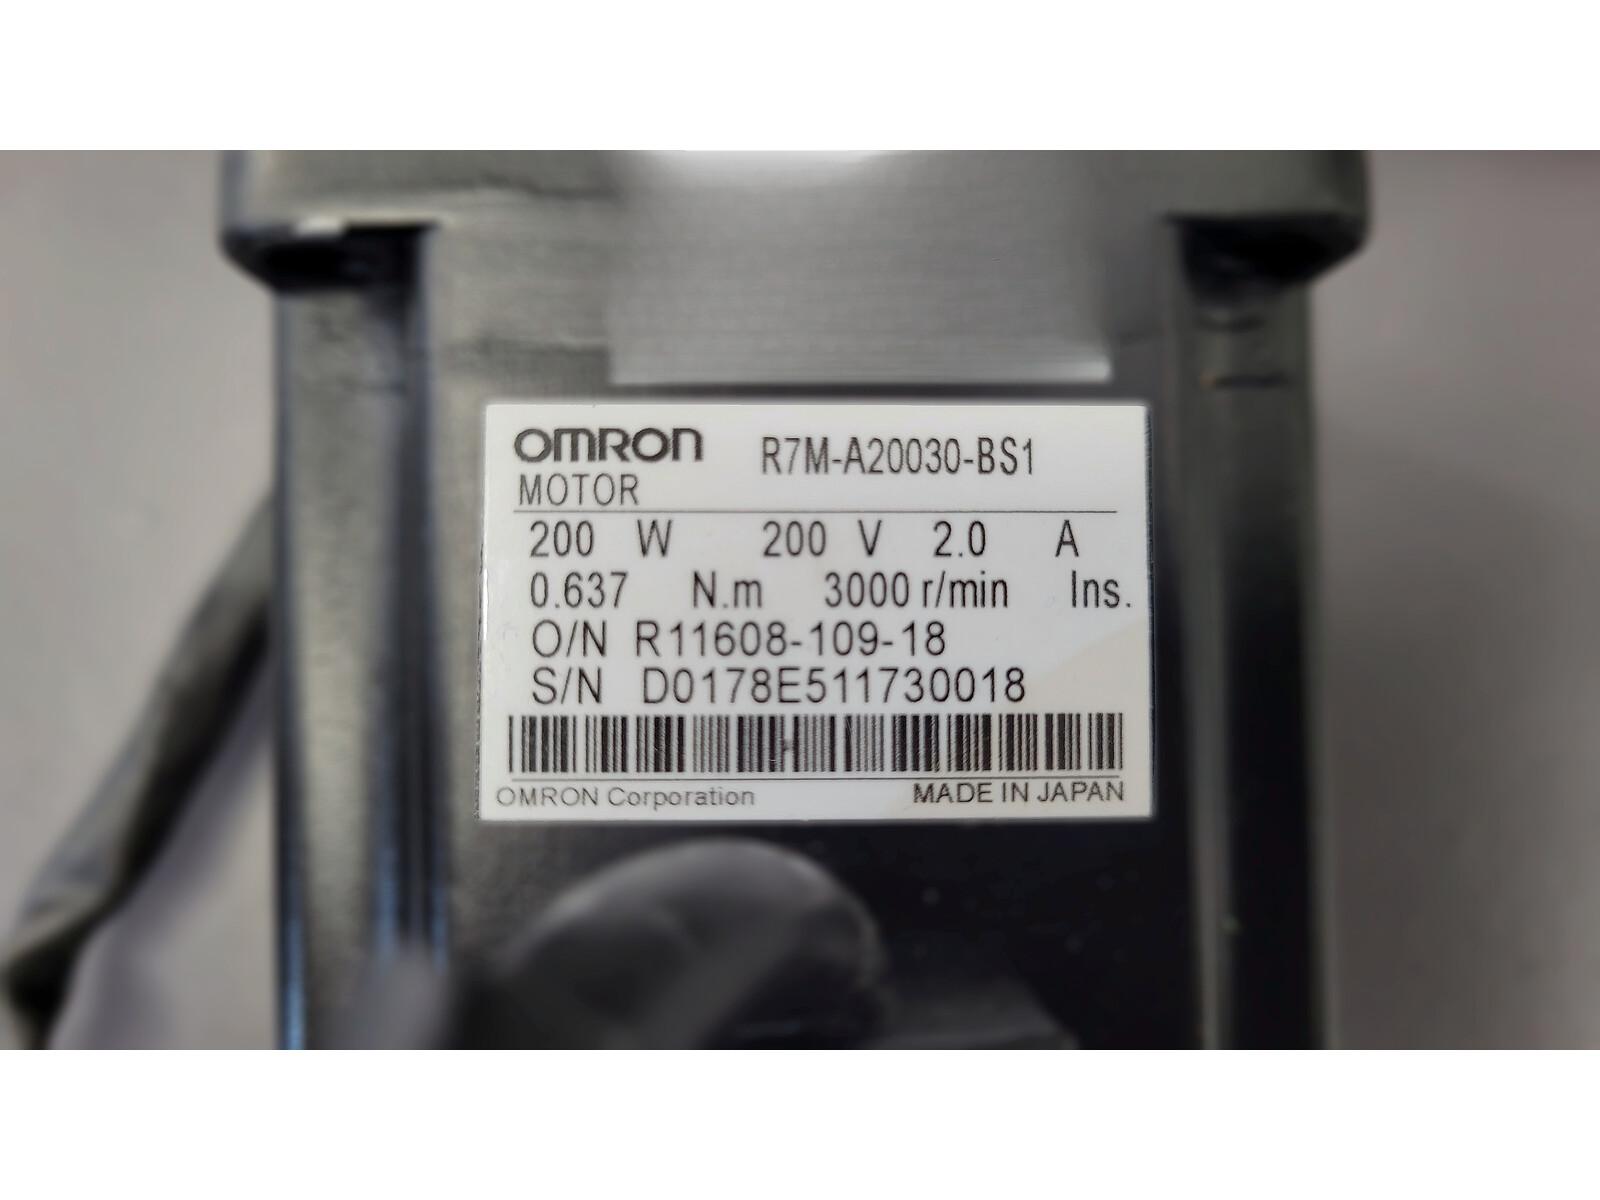 OMRON R7M-A20030-BS1
MOTOR
200 W 200 V 2.0 A
0.637 N.m 3000 r/min Ins.
O/N R11608-109-18
S/N D0178E511730018
OMRON Corporation MADE IN JAPAN